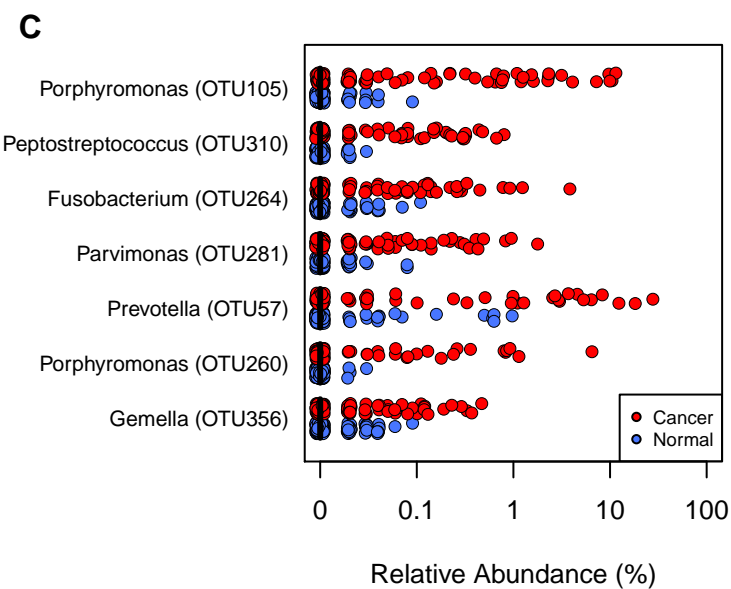 C
Porphyromonas (OTU105)
Peptostreptococcus (OTU310)
Fusobacterium (OTU264)
Parvimonas (OTU281)
Prevotella (OTU57)
Porphyromonas (OTU260)
Gemella (OTU356)
Cancer
Normal
0 0.1 1 10 100
Relative Abundance (%)